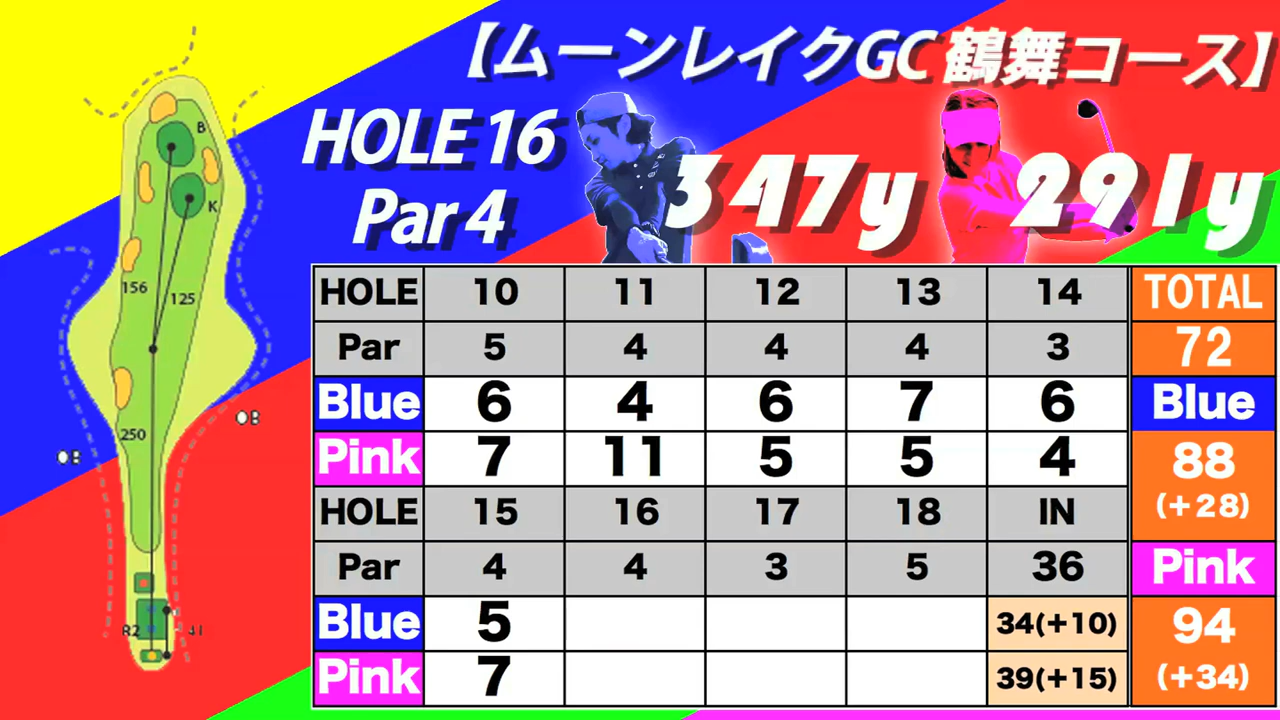 【ムーンレイクGC 鶴舞コース】
HOLE 16
Par 4
347y
291y
B
K
156
125
250
OB
OB
HOLE 10 11 12 13 14 TOTAL
Par 5 4 4 4 3 72
Blue 6 4 6 7 6 Blue
Pink 7 11 5 5 4 88
HOLE 15 16 17 18 IN (+28)
Par 4 4 3 5 36 Pink
Blue 5 34(+10) 94
Pink 7 39(+15) (+34)